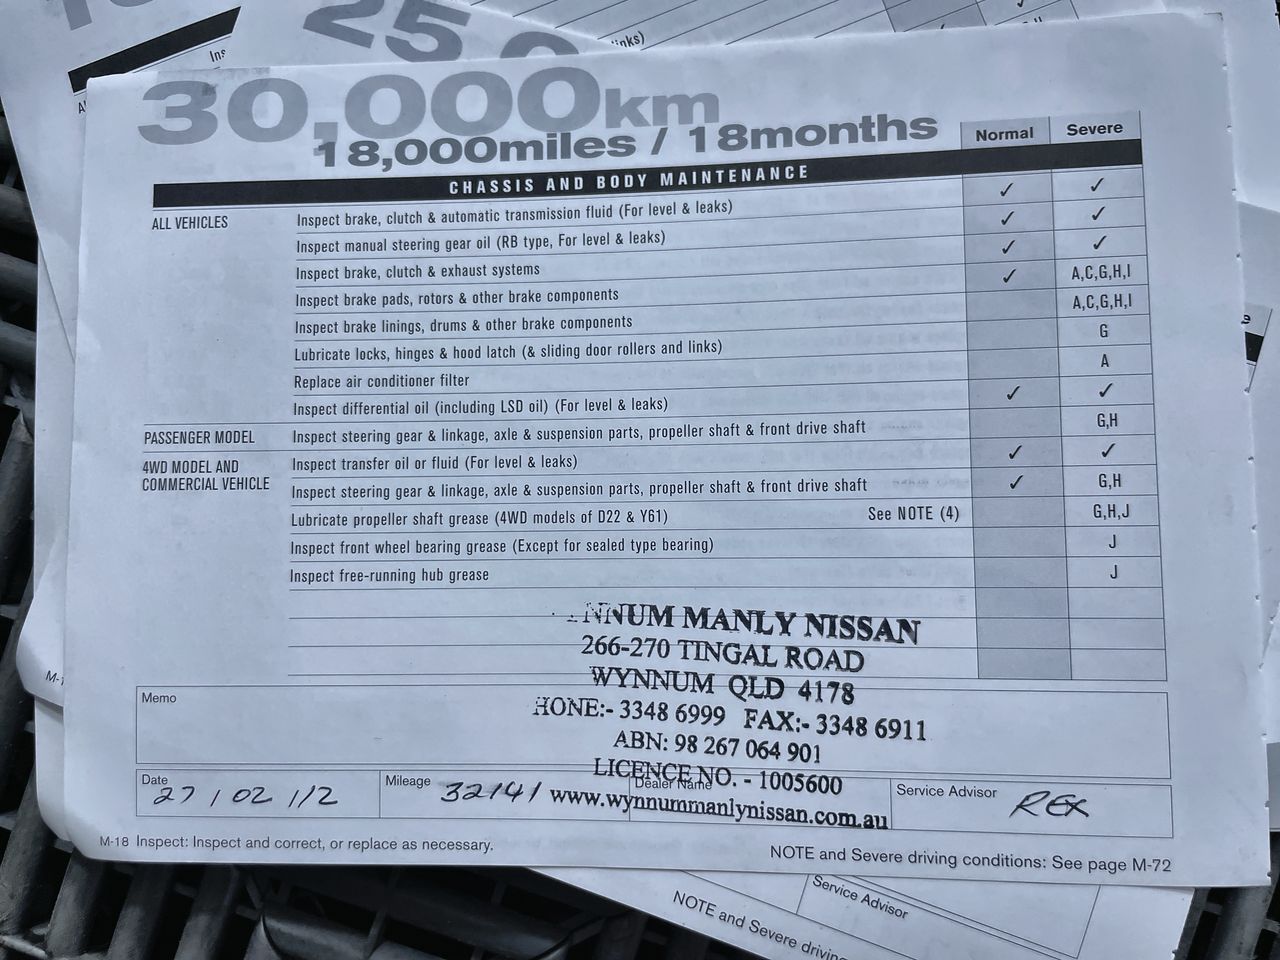 25,0
Ins
inks)
30,000km
18,000miles / 18months
Normal Severe
CHASSIS AND BODY MAINTENANCE
✓ ✓
ALL VEHICLES Inspect brake, clutch & automatic transmission fluid (For level & leaks) ✓ ✓
Inspect manual steering gear oil (RB type, For level & leaks) ✓ ✓
Inspect brake, clutch & exhaust systems ✓ A,C,G,H,I
Inspect brake pads, rotors & other brake components A,C,G,H,I
Inspect brake linings, drums & other brake components G
Lubricate locks, hinges & hood latch (& sliding door rollers and links) A
Replace air conditioner filter ✓ ✓
Inspect differential oil (including LSD oil) (For level & leaks) G,H
PASSENGER MODEL Inspect steering gear & linkage, axle & suspension parts, propeller shaft & front drive shaft ✓ ✓
4WD MODEL AND COMMERCIAL VEHICLE Inspect transfer oil or fluid (For level & leaks) ✓ G,H
Inspect steering gear & linkage, axle & suspension parts, propeller shaft & front drive shaft G,H,J
Lubricate propeller shaft grease (4WD models of D22 & Y61) See NOTE (4) J
Inspect front wheel bearing grease (Except for sealed type bearing) J
Inspect free-running hub grease
NNUM MANLY NISSAN
266-270 TINGAL ROAD
WYNNUM QLD 4178
HONE:- 3348 6999 FAX:- 3348 6911
ABN: 98 267 064 901
LICENCE NO. - 1005600
www.wynnummanlynissan.com.au
Memo
Date 27/02/12 Mileage 32141 Dealer Name Service Advisor REX
M-18 Inspect: Inspect and correct, or replace as necessary.
NOTE and Severe driving conditions: See page M-72
Service Advisor
NOTE and Severe drivin